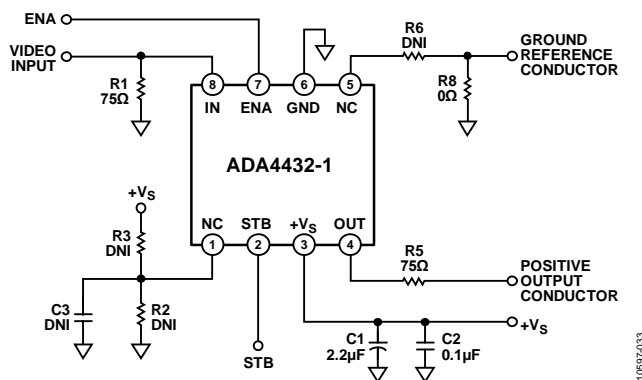 ENA
VIDEO
INPUT
R1
75Ω
R6
DNI
GROUND
REFERENCE
CONDUCTOR
R8
0Ω
8
7
6
5
IN
ENA
GND
NC
ADA4432-1
+VS
R3
DNI
NC
STB
+VS
OUT
1
2
3
4
C3
DNI
R2
DNI
STB
R5
75Ω
POSITIVE
OUTPUT
CONDUCTOR
C1
2.2µF
C2
0.1µF
+VS
10597-033